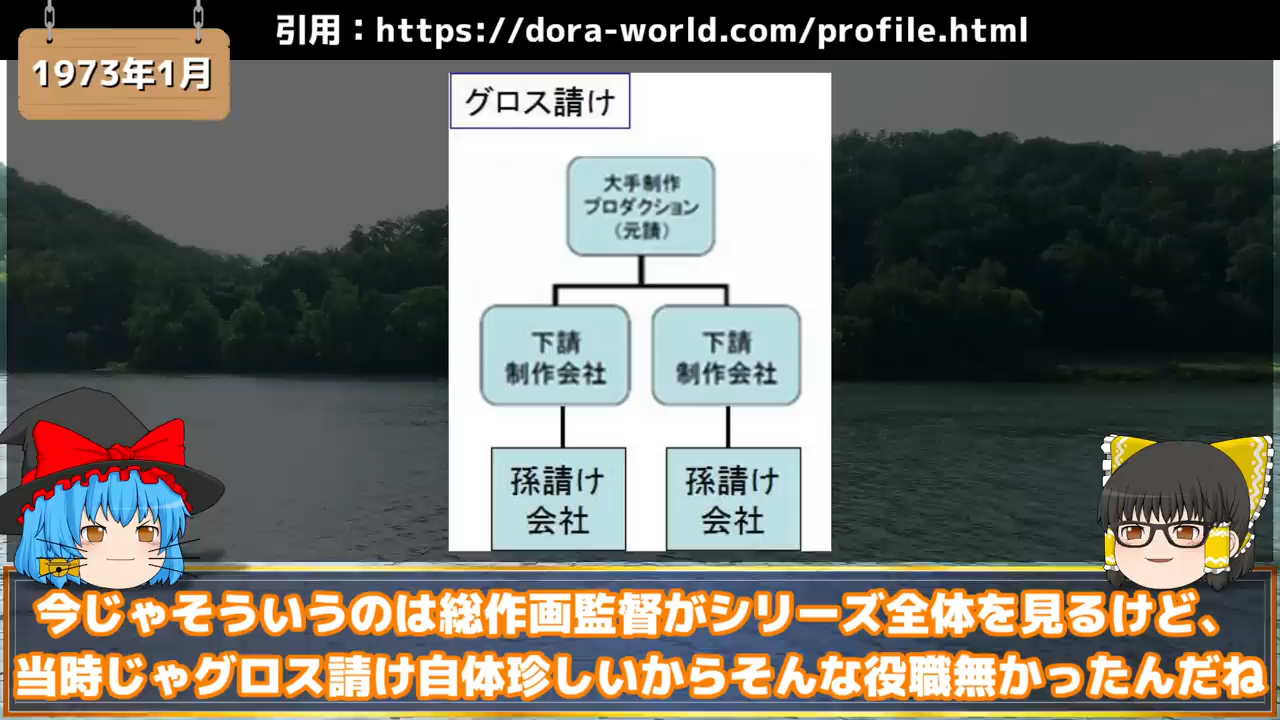 引用：https://dora-world.com/profile.html
1973年1月
グロス請け
大手制作
プロダクション
（元請）
下請
制作会社
下請
制作会社
孫請け
会社
孫請け
会社
今じゃそういうのは総作画監督がシリーズ全体を見るけど、
当時じゃグロス請け自体珍しいからそんな役職無かったんだね